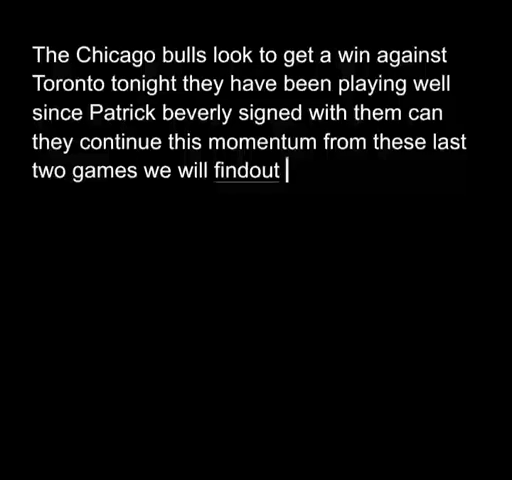 The Chicago bulls look to get a win against
Toronto tonight they have been playing well
since Patrick beverly signed with them can
they continue this momentum from these last
two games we will findout